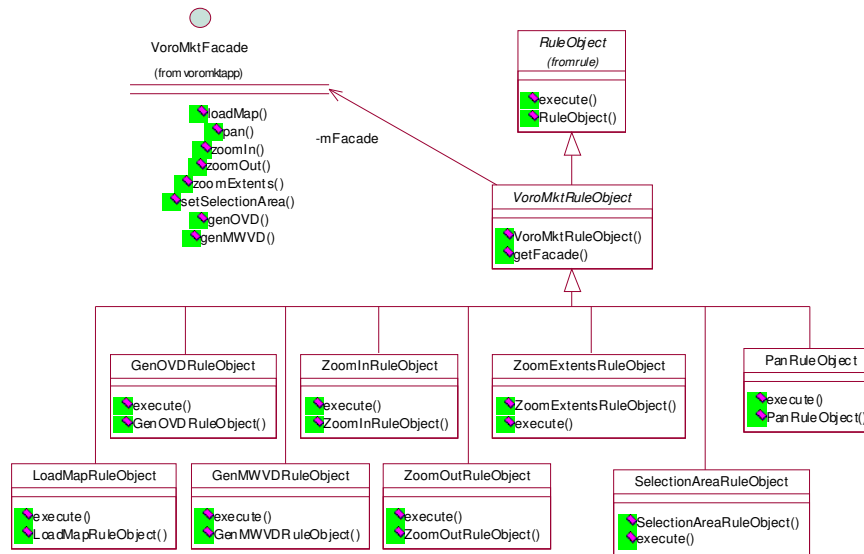 VoroMktFacade
(from voromktapp)
loadMap()
pan()
zoomIn()
zoomOut()
zoomExtents()
setSelectionArea()
genOVD()
genMWVD()
-mFacade
RuleObject
(from rule)
execute()
RuleObject()
VoroMktRuleObject
VoroMktRuleObject()
getFacade()
GenOVDRuleObject
execute()
GenOVDRuleObject()
ZoomInRuleObject
execute()
ZoomInRuleObject()
ZoomExtentsRuleObject
ZoomExtentsRuleObject()
execute()
PanRuleObject
execute()
PanRuleObject()
LoadMapRuleObject
execute()
LoadMapRuleObject()
GenMWVDRuleObject
execute()
GenMWVDRuleObject()
ZoomOutRuleObject
execute()
ZoomOutRuleObject()
SelectionAreaRuleObject
SelectionAreaRuleObject()
execute()